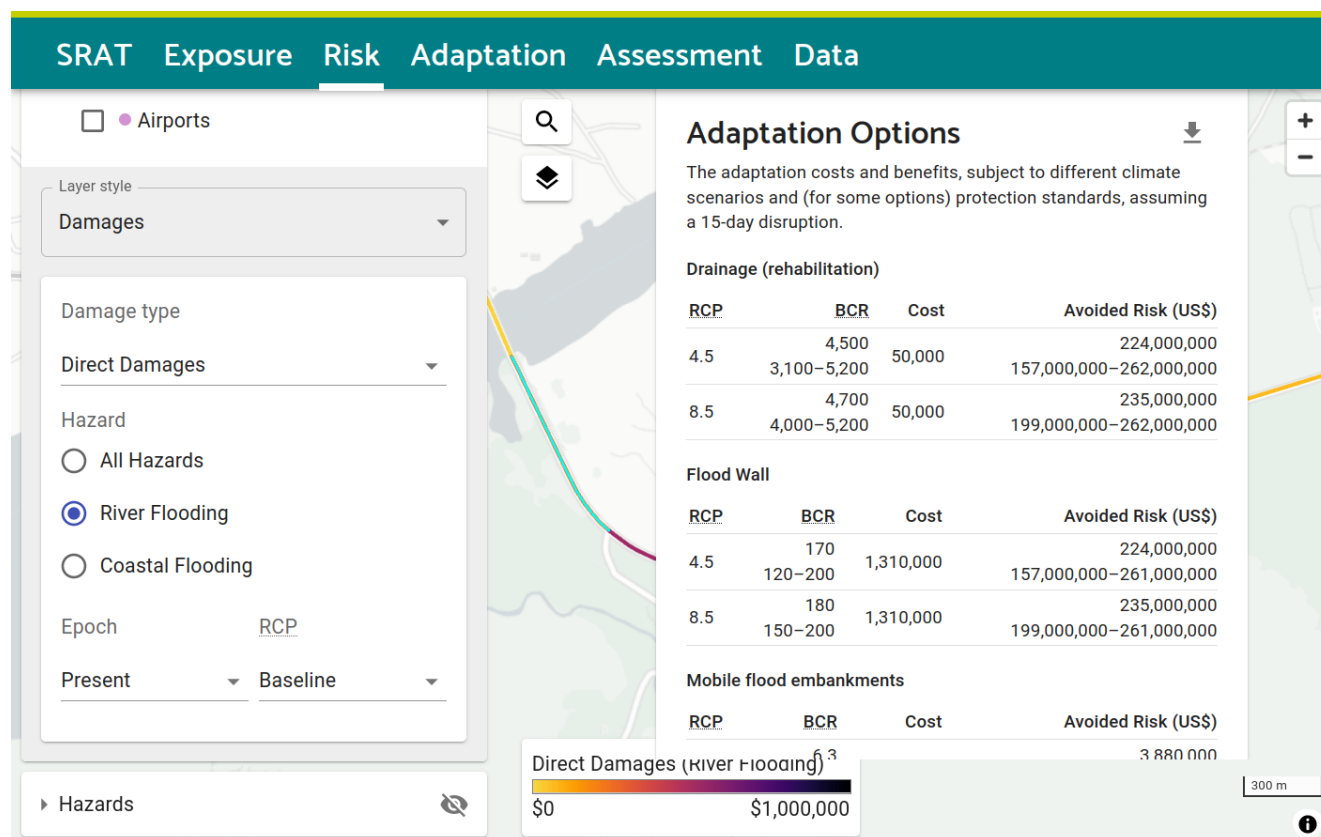 SRAT Exposure Risk Adaptation Assessment Data
Airports
Layer style
Damages
Damage type
Direct Damages
Hazard
All Hazards
River Flooding
Coastal Flooding
Epoch RCP
Present Baseline
Hazards
Adaptation Options
The adaptation costs and benefits, subject to different climate
scenarios and (for some options) protection standards, assuming
a 15-day disruption.
Drainage (rehabilitation)
RCP BCR Cost Avoided Risk (US$)
4.5 4,500 3,100–5,200 50,000 224,000,000 157,000,000–262,000,000
8.5 4,700 4,000–5,200 50,000 235,000,000 199,000,000–262,000,000
Flood Wall
RCP BCR Cost Avoided Risk (US$)
4.5 170 120–200 1,310,000 224,000,000 157,000,000–261,000,000
8.5 180 150–200 1,310,000 235,000,000 199,000,000–261,000,000
Mobile flood embankments
RCP BCR Cost Avoided Risk (US$)
6.3 3,880,000
Direct Damages (River Flooding)
$0 $1,000,000
300 m